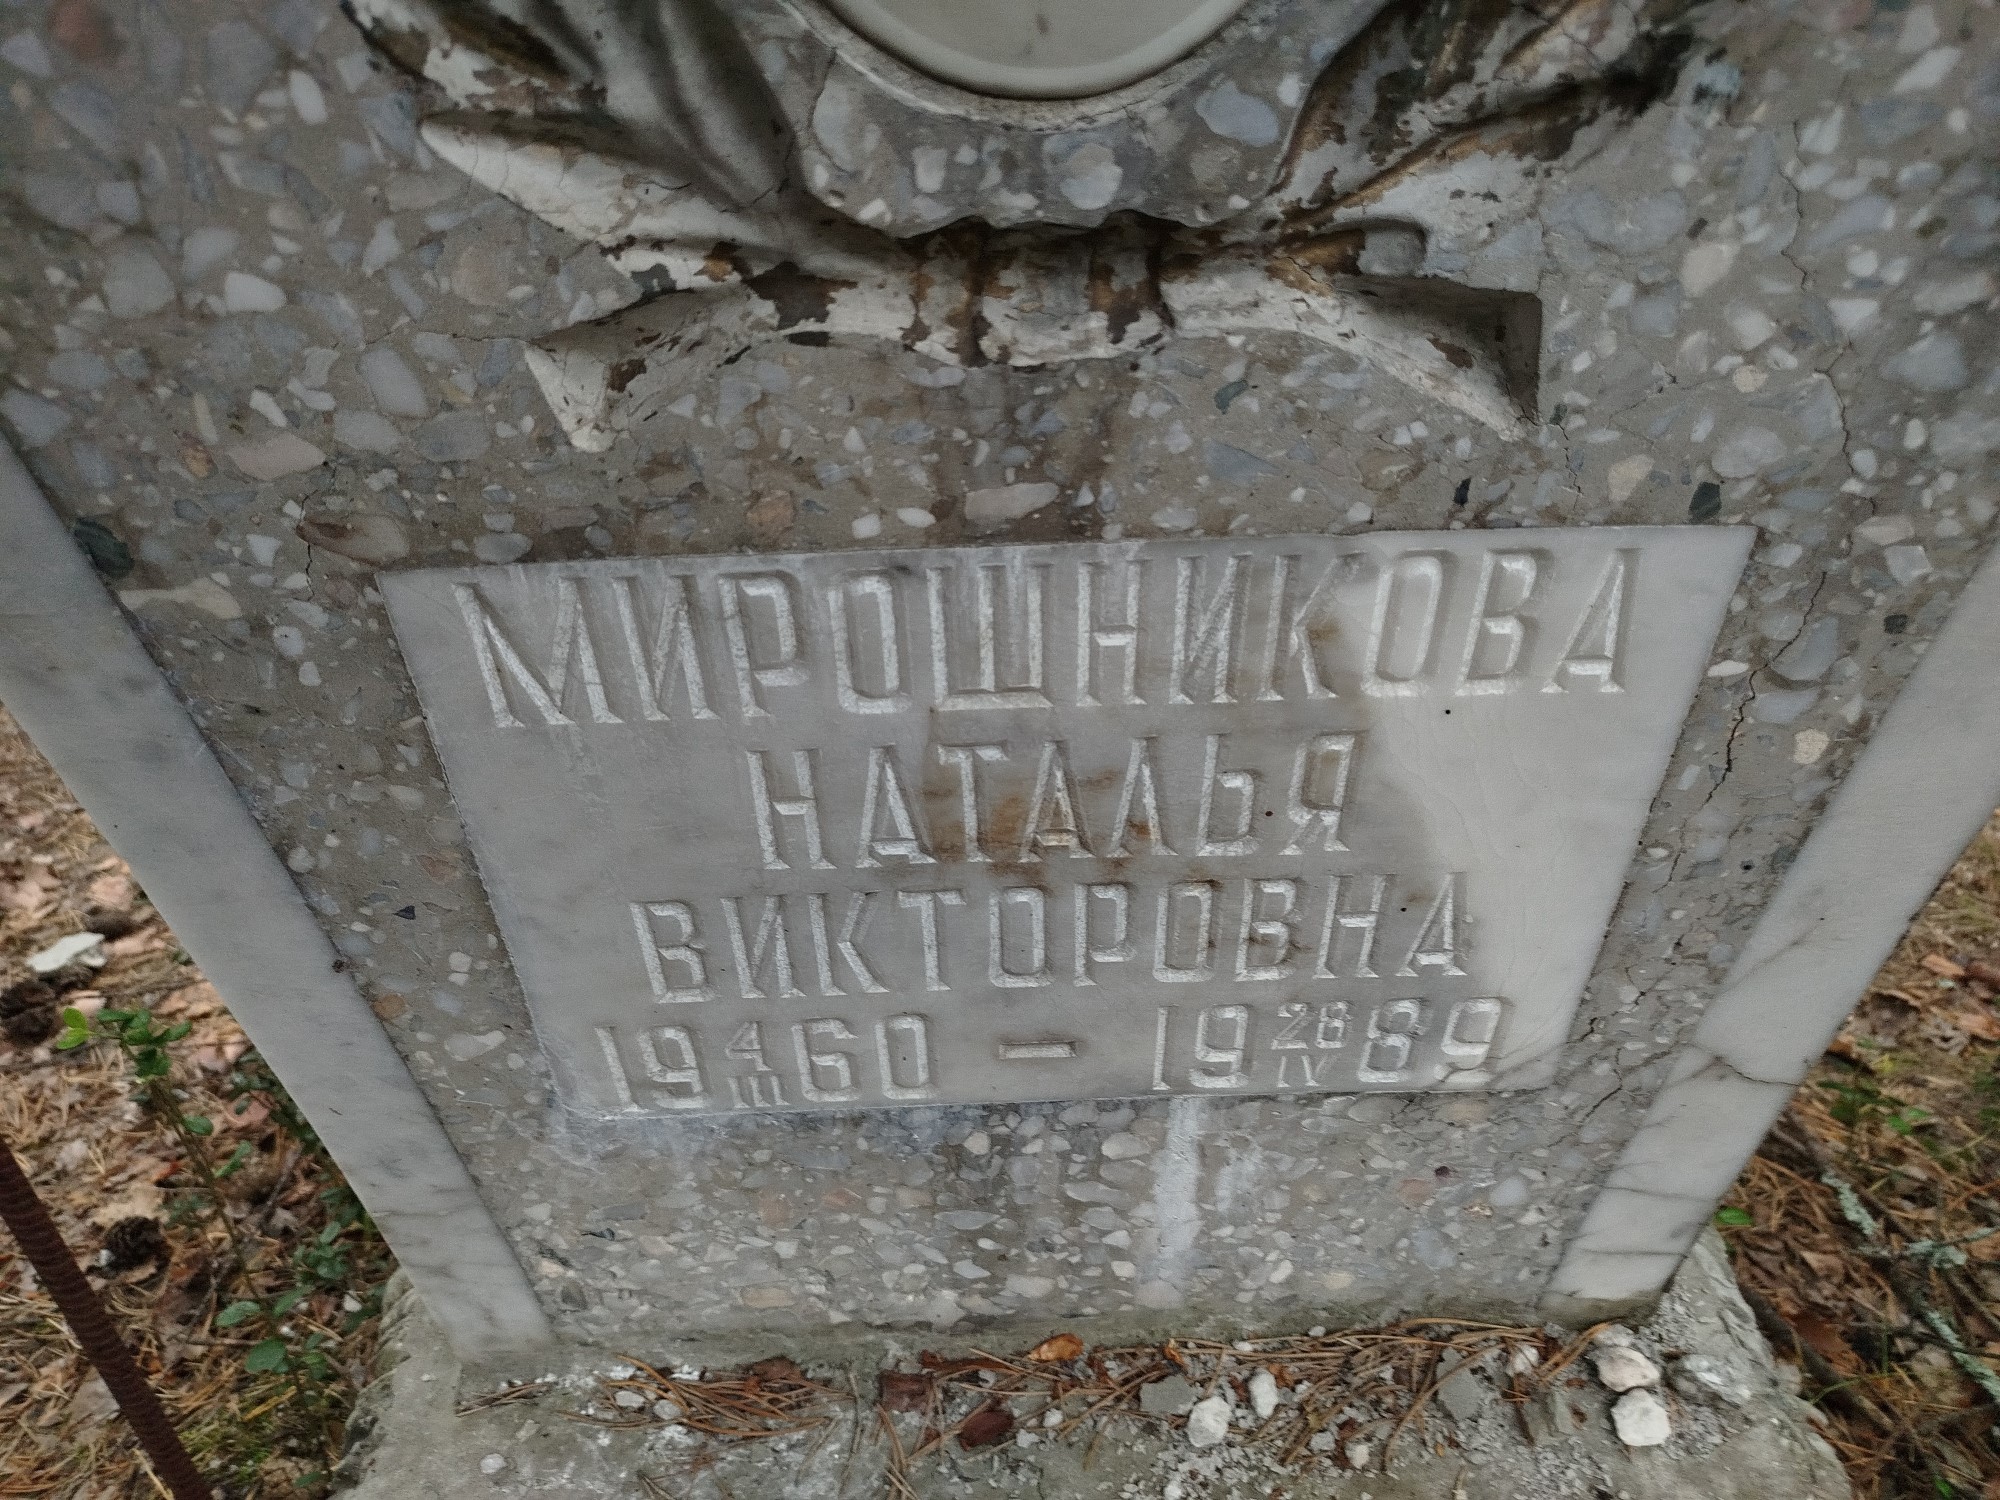 МИРОШНИКОВА
НАТАЛЬЯ
ВИКТОРОВНА
19 4/III 60 — 19 28/IV 89